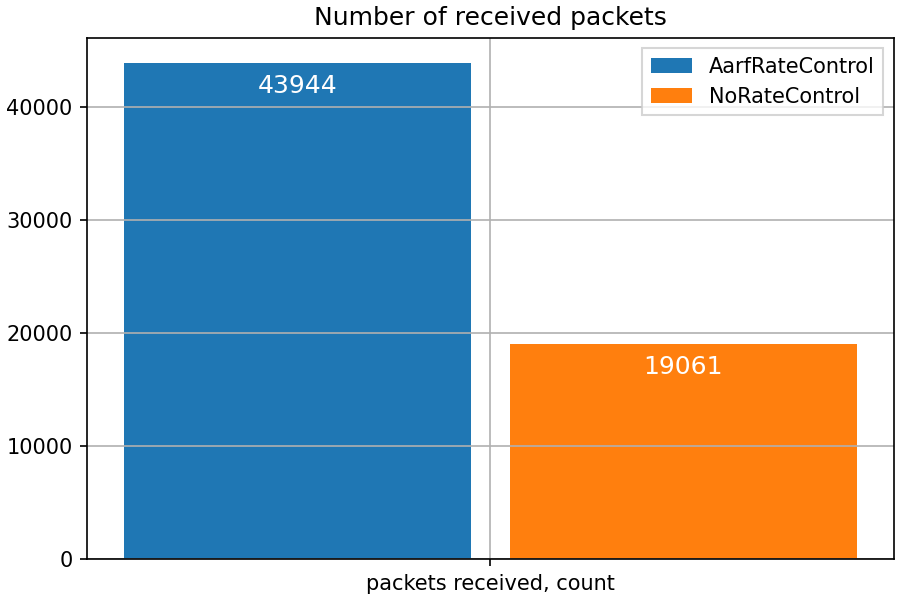 Number of received packets
43944
19061
AarfRateControl
NoRateControl
40000
30000
20000
10000
0
packets received, count